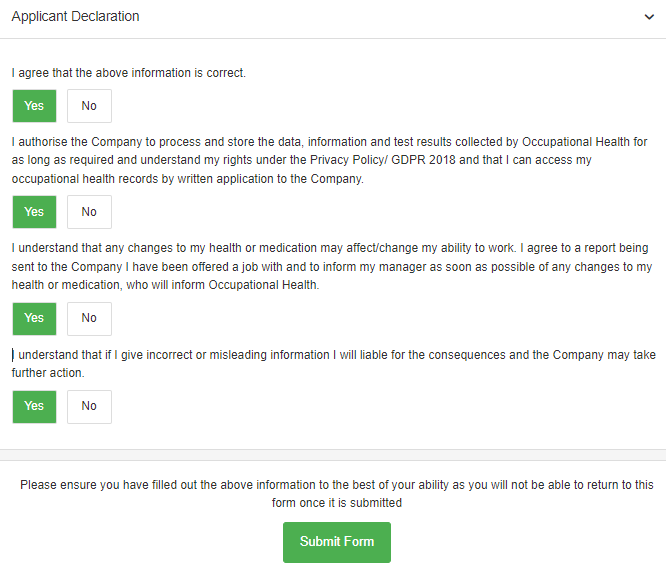 Applicant Declaration
I agree that the above information is correct.
Yes No
I authorise the Company to process and store the data, information and test results collected by Occupational Health for
as long as required and understand my rights under the Privacy Policy/ GDPR 2018 and that I can access my
occupational health records by written application to the Company.
Yes No
I understand that any changes to my health or medication may affect/change my ability to work. I agree to a report being
sent to the Company I have been offered a job with and to inform my manager as soon as possible of any changes to my
health or medication, who will inform Occupational Health.
Yes No
I understand that if I give incorrect or misleading information I will liable for the consequences and the Company may take
further action.
Yes No
Please ensure you have filled out the above information to the best of your ability as you will not be able to return to this
form once it is submitted
Submit Form